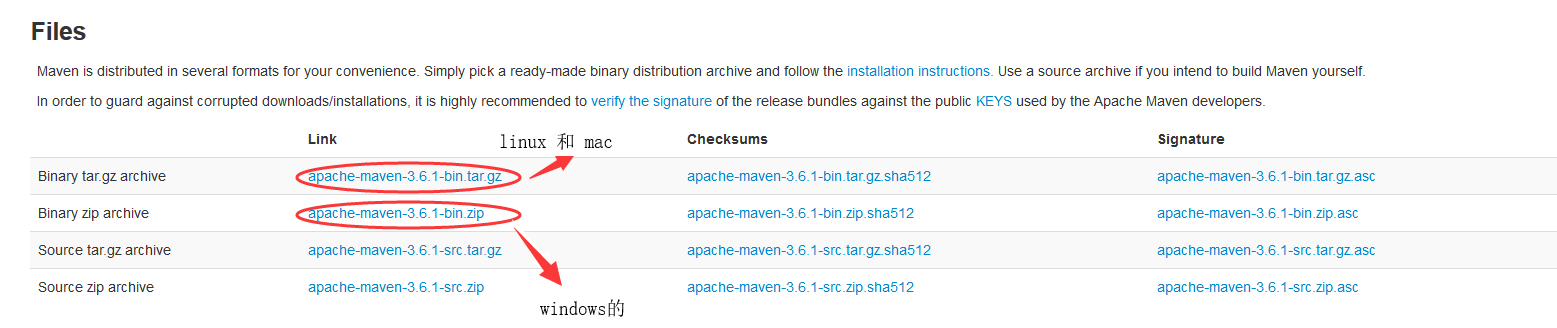 Files
Maven is distributed in several formats for your convenience. Simply pick a ready-made binary distribution archive and follow the installation instructions. Use a source archive if you intend to build Maven yourself.
In order to guard against corrupted downloads/installations, it is highly recommended to verify the signature of the release bundles against the public KEYS used by the Apache Maven developers.
Link linux 和 mac Checksums Signature
Binary tar.gz archive apache-maven-3.6.1-bin.tar.gz apache-maven-3.6.1-bin.tar.gz.sha512 apache-maven-3.6.1-bin.tar.gz.asc
Binary zip archive apache-maven-3.6.1-bin.zip apache-maven-3.6.1-bin.zip.sha512 apache-maven-3.6.1-bin.zip.asc
Source tar.gz archive apache-maven-3.6.1-src.tar.gz apache-maven-3.6.1-src.tar.gz.sha512 apache-maven-3.6.1-src.tar.gz.asc
Source zip archive apache-maven-3.6.1-src.zip apache-maven-3.6.1-src.zip.sha512 apache-maven-3.6.1-src.zip.asc
windows的